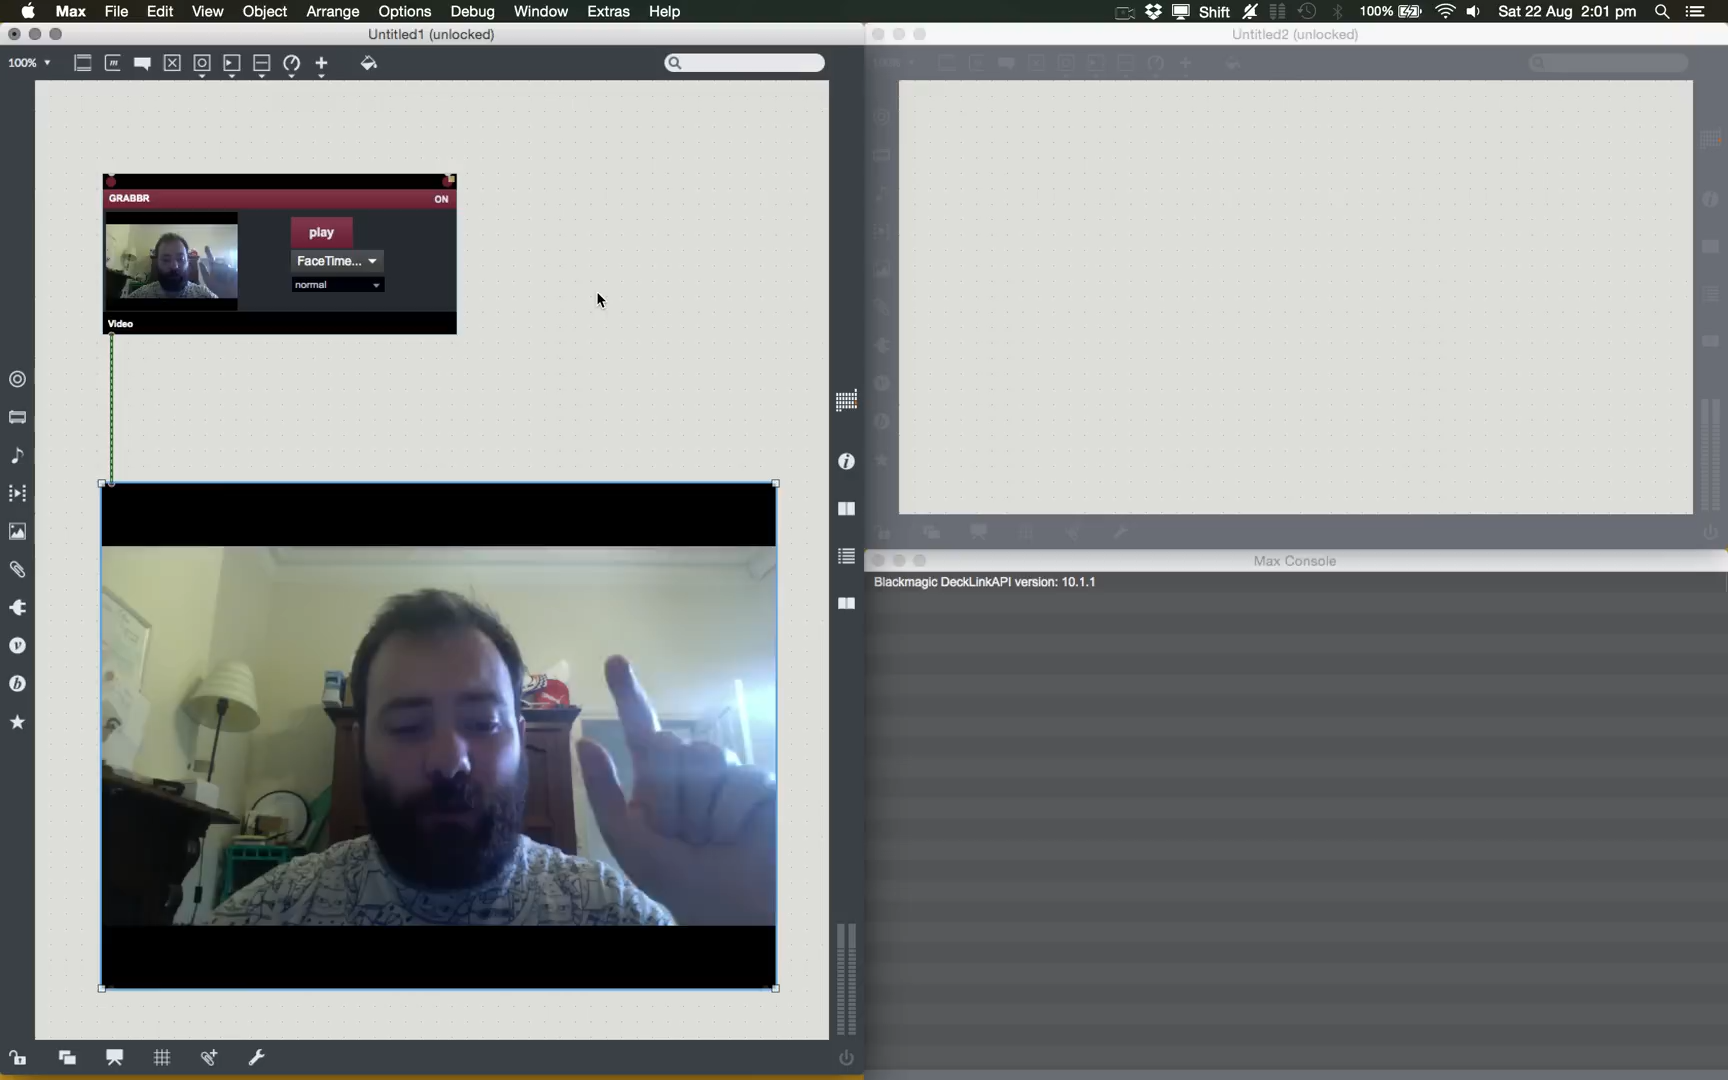 Max File Edit View Object Arrange Options Debug Window Extras Help Shift 100% Sat 22 Aug 2:01 pm
Untitled1 (unlocked)
Untitled2 (unlocked)
100%
m
GRABBR ON
play
FaceTime...
normal
Video
i
v
b
Max Console
Blackmagic DeckLinkAPI version: 10.1.1